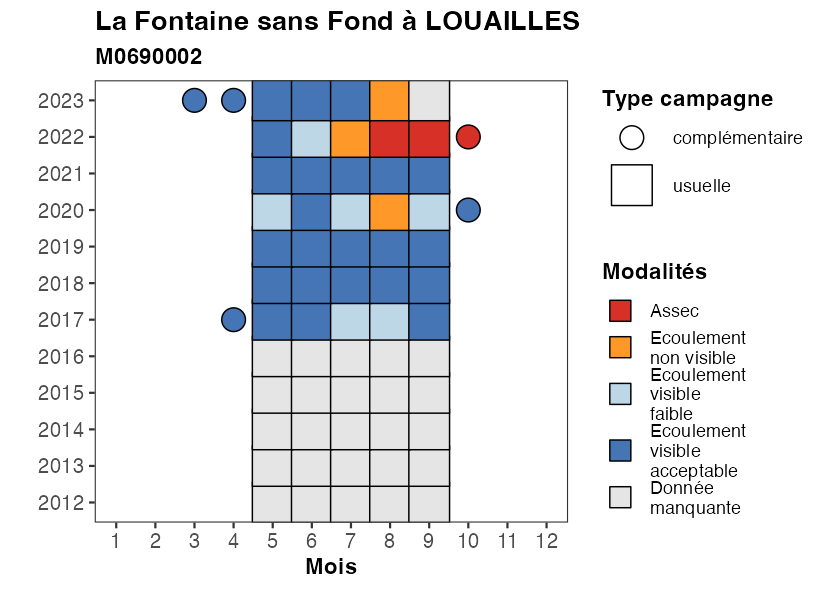 La Fontaine sans Fond à LOUAILLES
M0690002
2023
2022
2021
2020
2019
2018
2017
2016
2015
2014
2013
2012
1 2 3 4 5 6 7 8 9 10 11 12
Mois
Type campagne
complémentaire
usuelle
Modalités
Assec
Ecoulement
non visible
Ecoulement
visible
faible
Ecoulement
visible
acceptable
Donnée
manquante